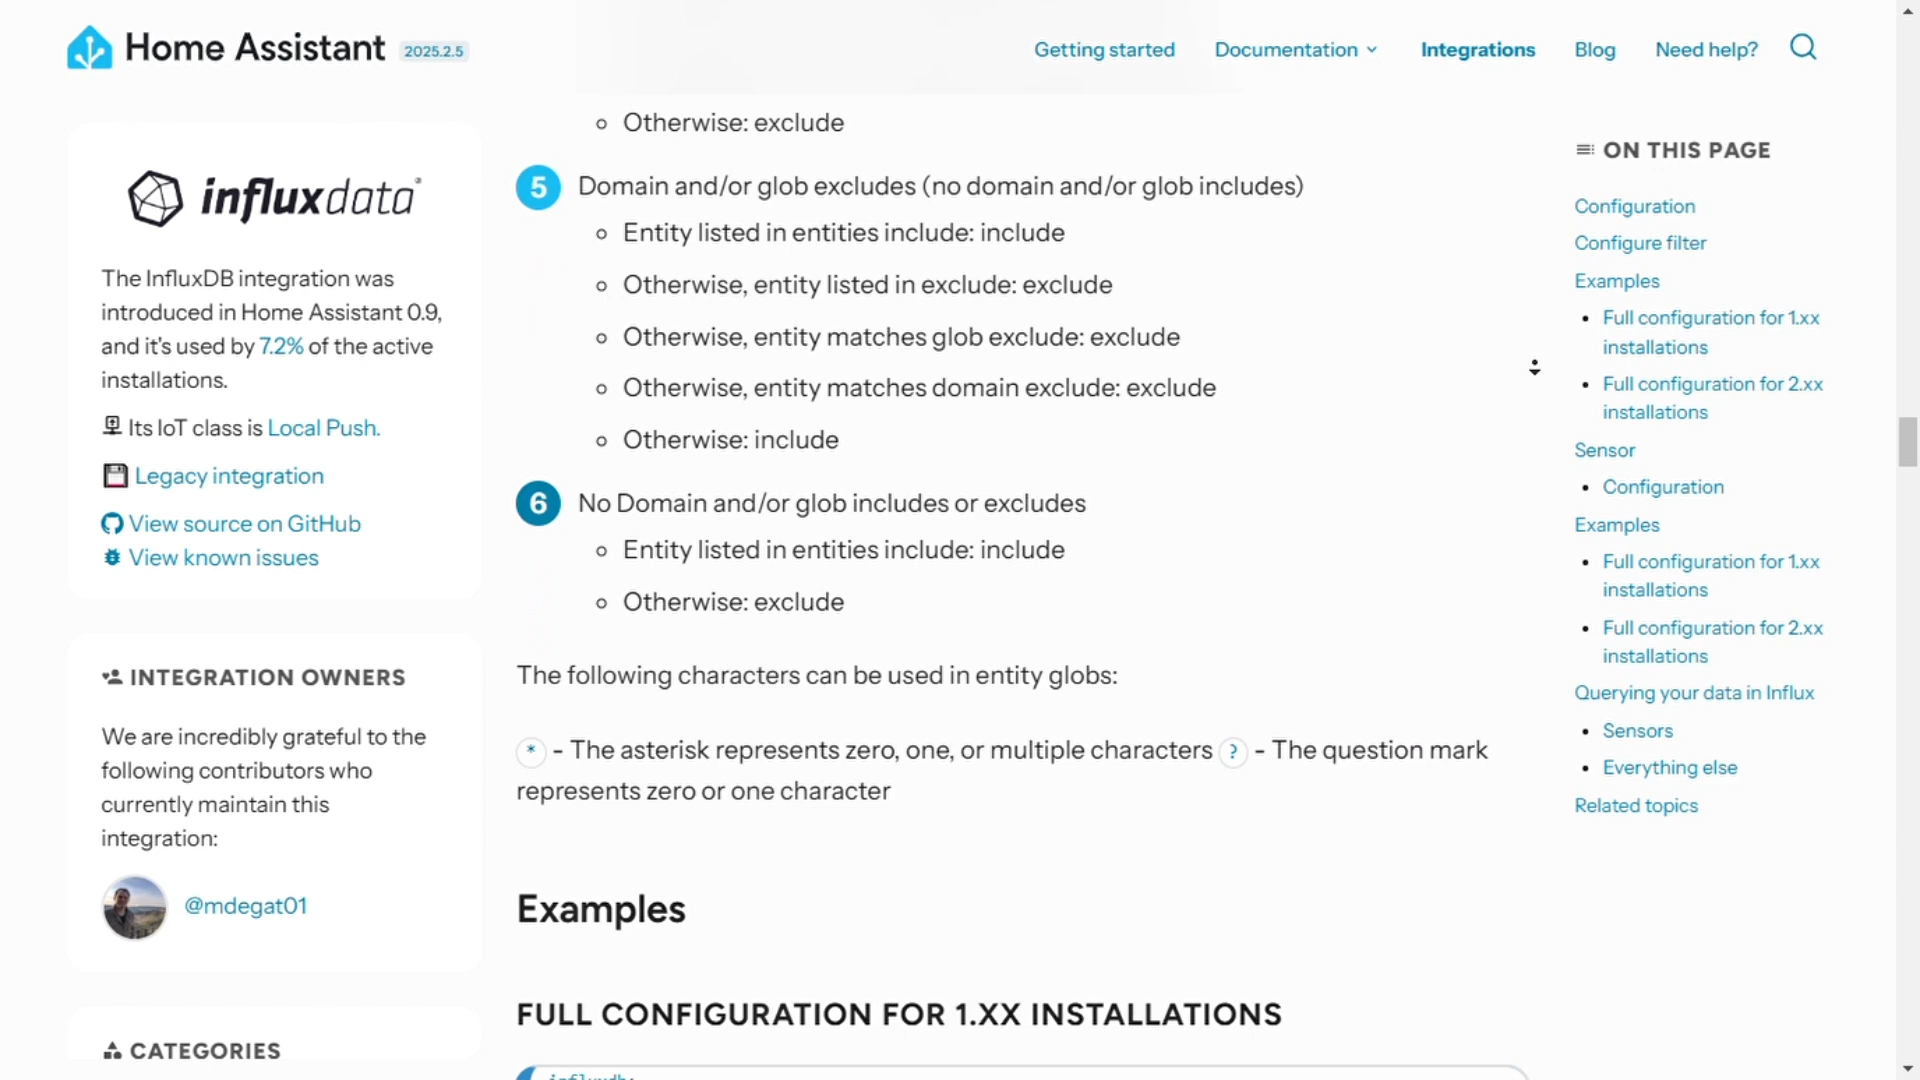 Home Assistant 2025.2.5
Getting started Documentation Integrations Blog Need help?
influxdata®
The InfluxDB integration was
introduced in Home Assistant 0.9,
and it's used by 7.2% of the active
installations.
Its IoT class is Local Push.
Legacy integration
View source on GitHub
View known issues
INTEGRATION OWNERS
We are incredibly grateful to the
following contributors who
currently maintain this
integration:
@mdegat01
CATEGORIES
Otherwise: exclude
5 Domain and/or glob excludes (no domain and/or glob includes)
Entity listed in entities include: include
Otherwise, entity listed in exclude: exclude
Otherwise, entity matches glob exclude: exclude
Otherwise, entity matches domain exclude: exclude
Otherwise: include
6 No Domain and/or glob includes or excludes
Entity listed in entities include: include
Otherwise: exclude
The following characters can be used in entity globs:
* - The asterisk represents zero, one, or multiple characters ? - The question mark
represents zero or one character
Examples
FULL CONFIGURATION FOR 1.XX INSTALLATIONS
influxdb:
ON THIS PAGE
Configuration
Configure filter
Examples
Full configuration for 1.xx
installations
Full configuration for 2.xx
installations
Sensor
Configuration
Examples
Full configuration for 1.xx
installations
Full configuration for 2.xx
installations
Querying your data in Influx
Sensors
Everything else
Related topics